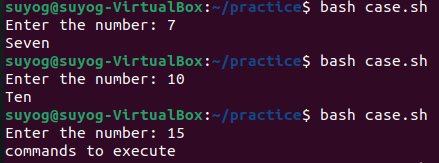 suyog@suyog-VirtualBox:~/practice$ bash case.sh
Enter the number: 7
Seven
suyog@suyog-VirtualBox:~/practice$ bash case.sh
Enter the number: 10
Ten
suyog@suyog-VirtualBox:~/practice$ bash case.sh
Enter the number: 15
commands to execute